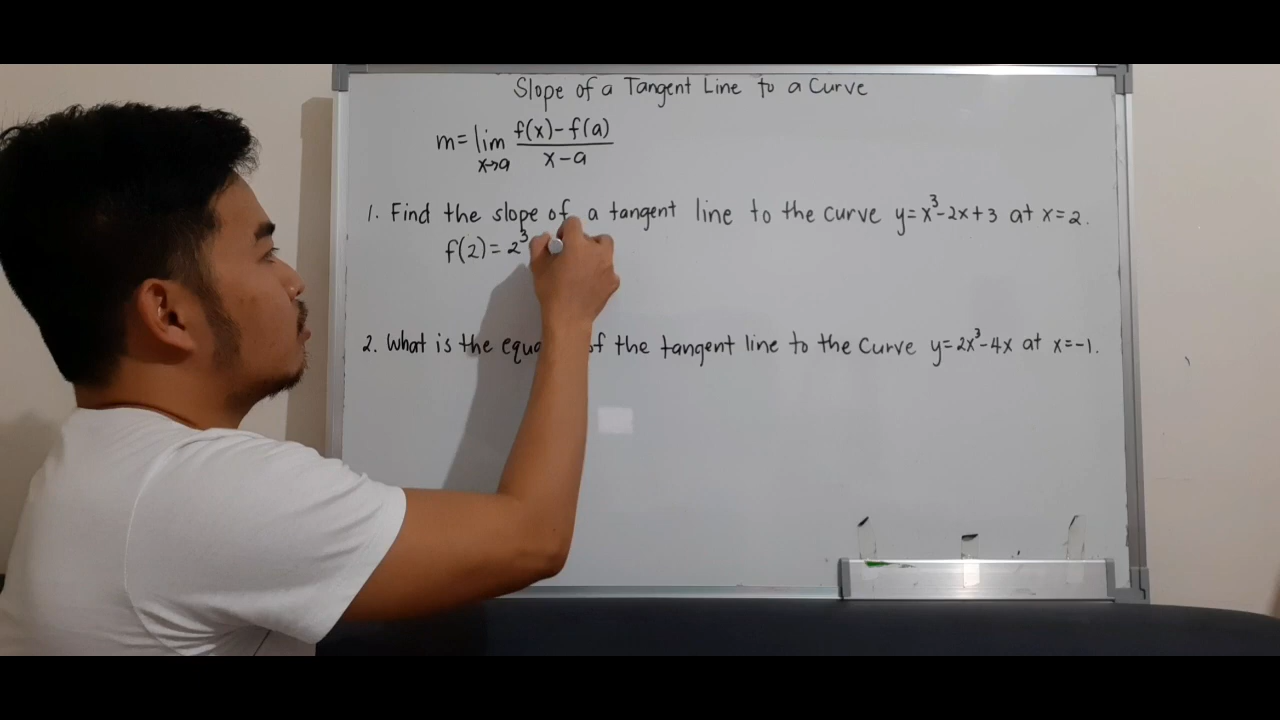 Slope of a Tangent Line to a Curve
m=lim f(x)-f(a)
x→a x-a
1. Find the slope of a tangent line to the curve y=x³-2x+3 at x=2.
f(2)=2³
2. What is the of the tangent line to the curve y=2x³-4x at x=-1.